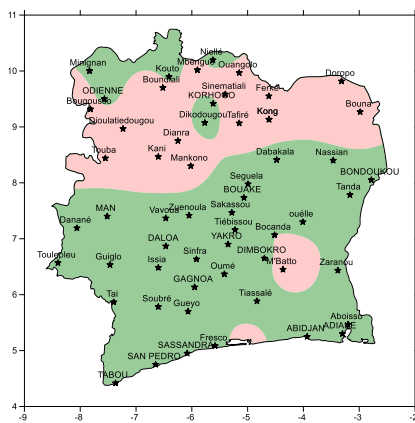 11
Nielle
Minignan
Mbengué
Kouto
Ouangolo
10
Boundiali
Sinematiali
Ferké
Doropo
ODIENNE
KORHOGO
Bougousso
Bouna
Kong
Dioulatiedougou
Dikodougou
Tafiré
9
Dianra
Touba
Kani
Mankono
Dabakala
Nassian
BONDOUKOU
8
Seguela
BOUAKE
Tanda
MAN
Vavoua
Zuenoula
Sakassou
ouélle
Danané
Tiébissou
Bocanda
7
DALOA
YAKRO
Toulepleu
Guiglo
Issia
Sinfra
DIMBOKRO
M'Batto
Zaranou
Oumé
GAGNOA
6
Tai
Soubré
Gueyo
Tiassalé
Aboisso
ABIDJAN
ADIAKE
Fresco
SASSANDRA
5
SAN PEDRO
TABOU
4
-9
-8
-7
-6
-5
-4
-3